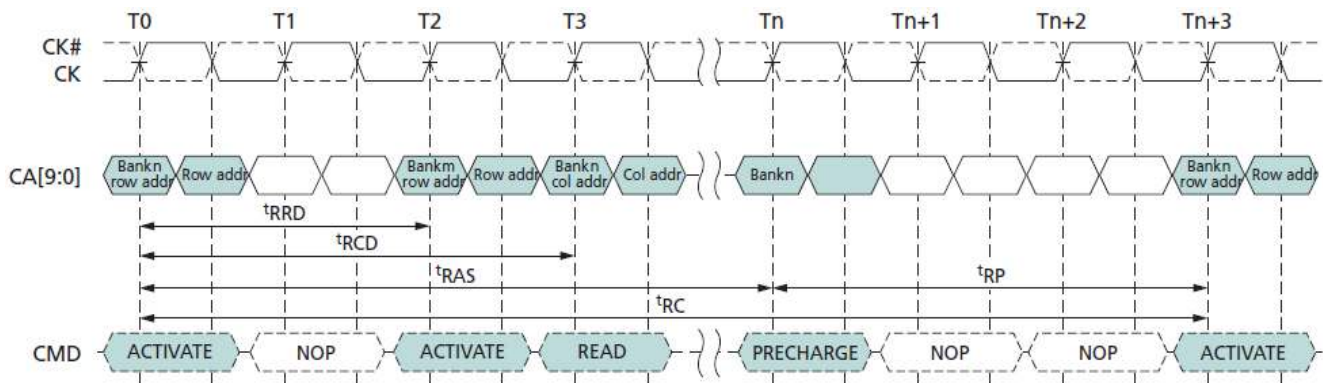 T0 T1 T2 T3 Tn Tn+1 Tn+2 Tn+3
CK#
CK
CA[9:0]
Bankn row addr
Row addr
Bankm row addr
Row addr
Bankn col addr
Col addr
Bankn
Bankn row addr
Row addr
tRRD
tRCD
tRAS
tRP
tRC
CMD ACTIVATE NOP ACTIVATE READ PRECHARGE NOP NOP ACTIVATE